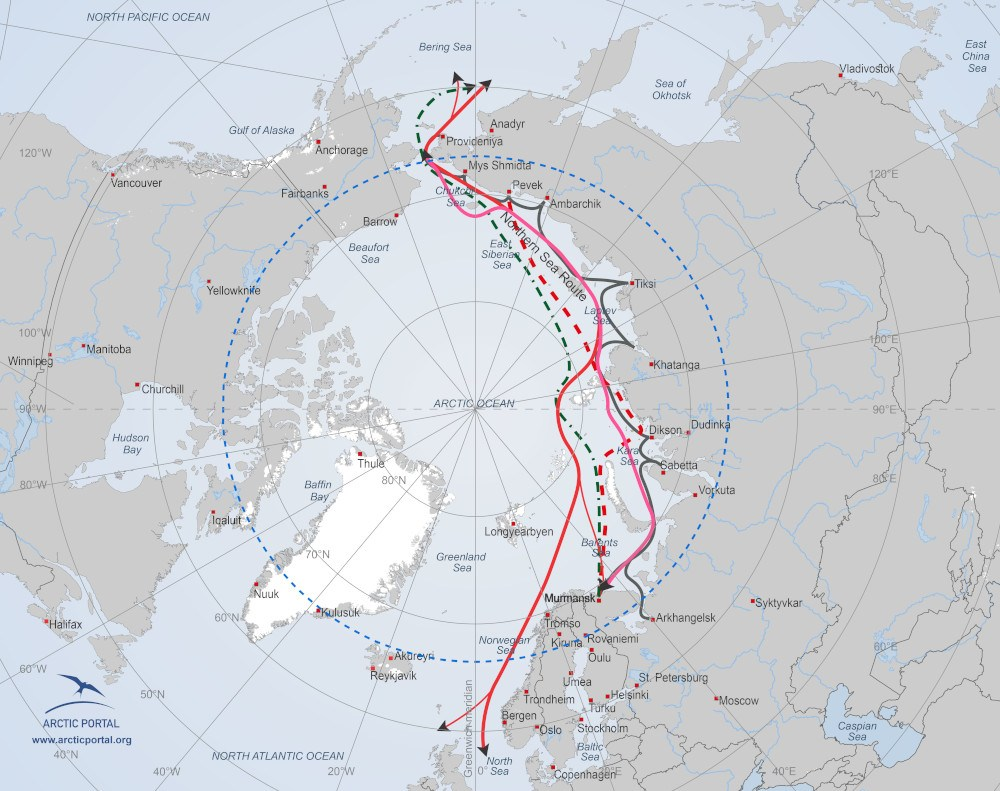 NORTH PACIFIC OCEAN
Bering Sea
East
China
Sea
Vladivostok
Sea of
Okhotsk
Anadyr
Gulf of Alaska
Anchorage
Provideniya
120°W
Mys Shmidta
120°E
Vancouver
Fairbanks
Pevek
Chukchi
Sea
Ambarchik
Barrow
Northern Sea Route
Beaufort
Sea
East
Siberian
Sea
Yellowknife
Tiksi
Laptev
Sea
100°W
100°E
Winnipeg
Manitoba
Khatanga
Churchill
ARCTIC OCEAN
90°W
90°E
Dudinka
Dikson
Hudson
Bay
Kara
Sea
Thule
Sabetta
80°W
80°N
Baffin
Bay
Vorkuta
Iqaluit
Longyearbyen
Barents
Sea
70°N
Greenland
Sea
Nuuk
Murmansk
Syktyvkar
Kulusuk
60°N
Halifax
Tromso
Arkhangelsk
Norwegian
Sea
Kiruna
Rovaniemi
60°E
Akureyri
Oulu
60°W
Reykjavik
Umea
St. Petersburg
50°N
Trondheim
Helsinki
Moscow
Turku
Greenwich meridian
Bergen
ARCTIC PORTAL
Oslo
Stockholm
Caspian
Sea
www.arcticportal.org
Baltic
Sea
40°N
NORTH ATLANTIC OCEAN
North
Sea
40°W
20°W
0°
Copenhagen
20°E
40°E